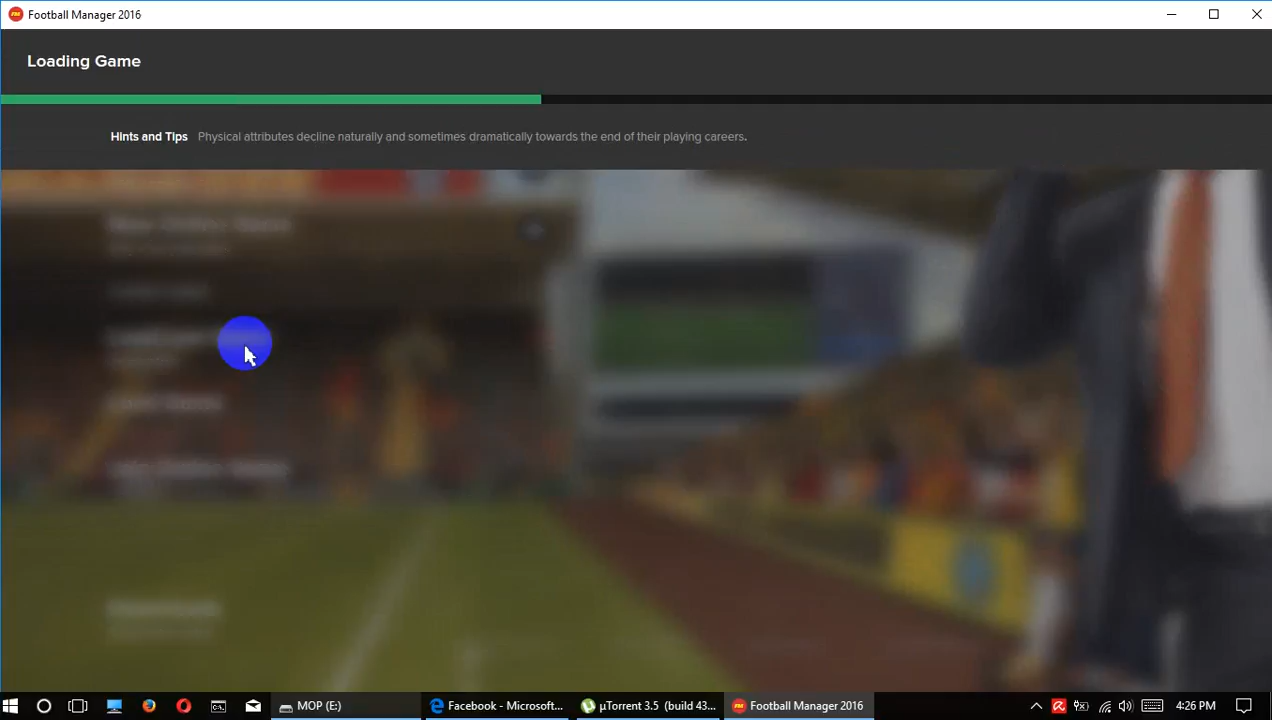 Football Manager 2016
Loading Game
Hints and Tips Physical attributes decline naturally and sometimes dramatically towards the end of their playing careers.
MOP (E:)
Facebook - Microsoft...
µTorrent 3.5 (build 43...
Football Manager 2016
4:26 PM